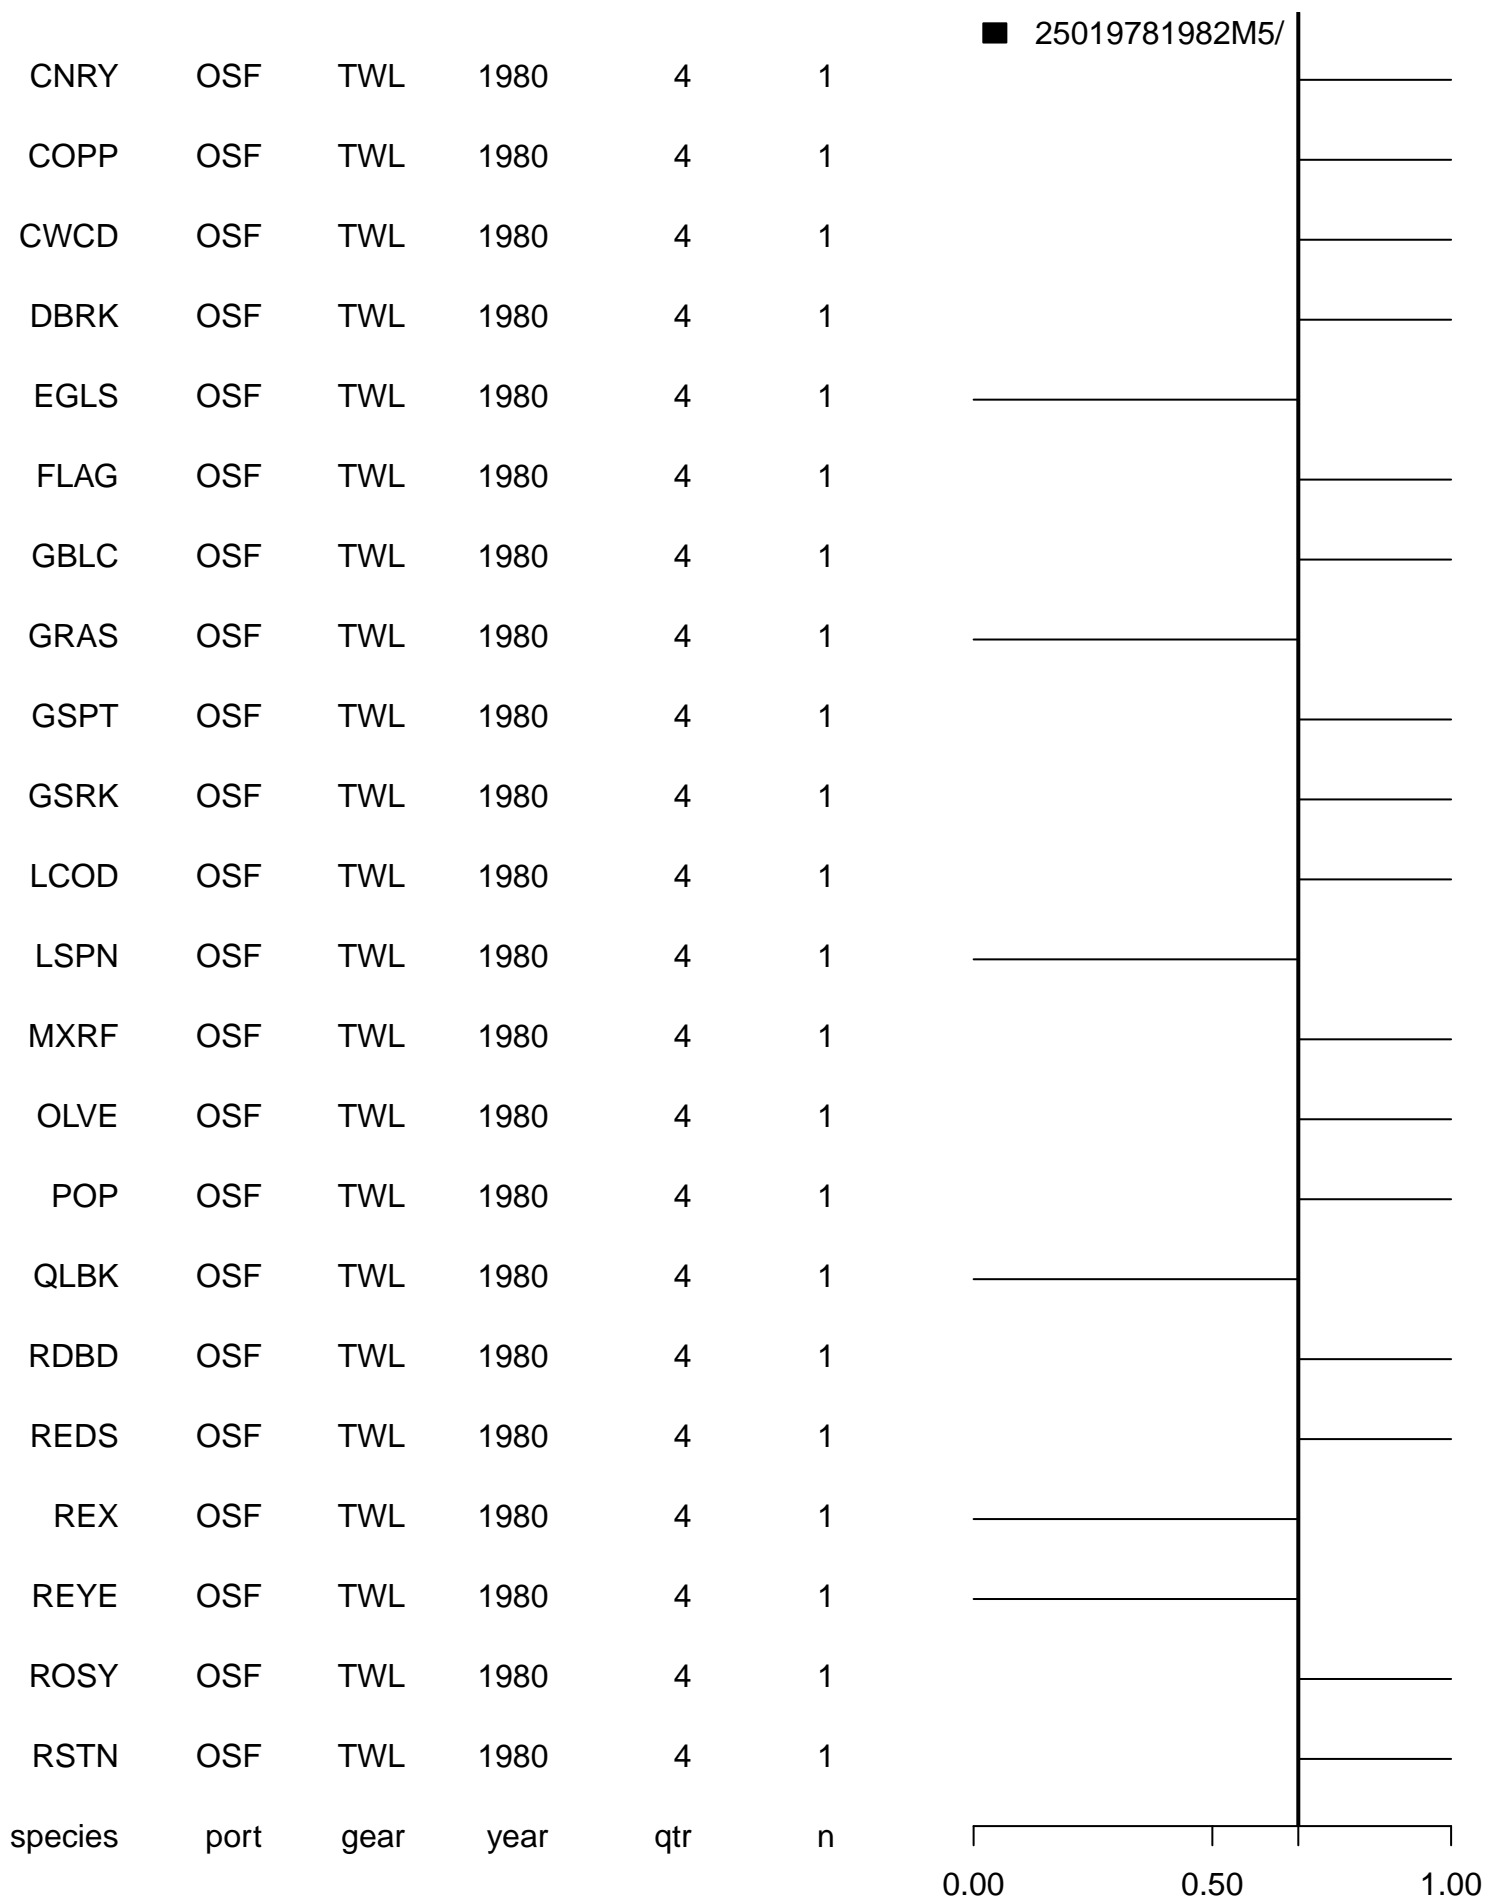 25019781982M5/
CNRY OSF TWL 1980 4 1
COPP OSF TWL 1980 4 1
CWCD OSF TWL 1980 4 1
DBRK OSF TWL 1980 4 1
EGLS OSF TWL 1980 4 1
FLAG OSF TWL 1980 4 1
GBLC OSF TWL 1980 4 1
GRAS OSF TWL 1980 4 1
GSPT OSF TWL 1980 4 1
GSRK OSF TWL 1980 4 1
LCOD OSF TWL 1980 4 1
LSPN OSF TWL 1980 4 1
MXRF OSF TWL 1980 4 1
OLVE OSF TWL 1980 4 1
POP OSF TWL 1980 4 1
QLBK OSF TWL 1980 4 1
RDBD OSF TWL 1980 4 1
REDS OSF TWL 1980 4 1
REX OSF TWL 1980 4 1
REYE OSF TWL 1980 4 1
ROSY OSF TWL 1980 4 1
RSTN OSF TWL 1980 4 1
species port gear year qtr n
0.00 0.50 1.00